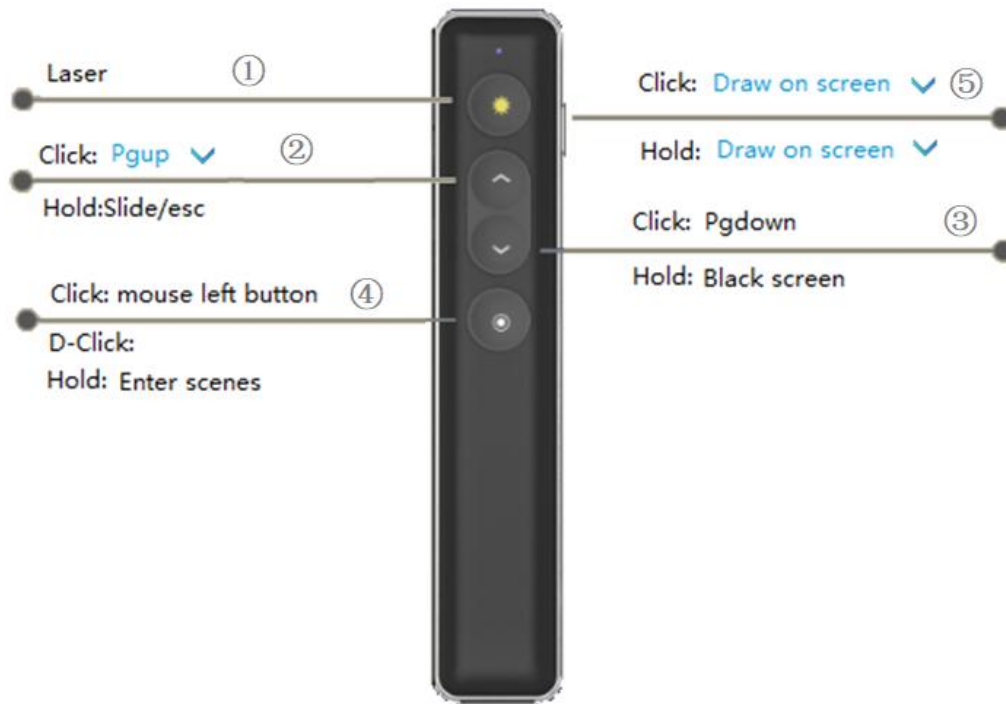 Laser ①
Click: Pgup ②
Hold:Slide/esc
Click: mouse left button ④
D-Click:
Hold: Enter scenes
Click: Draw on screen ⑤
Hold: Draw on screen
Click: Pgdown ③
Hold: Black screen